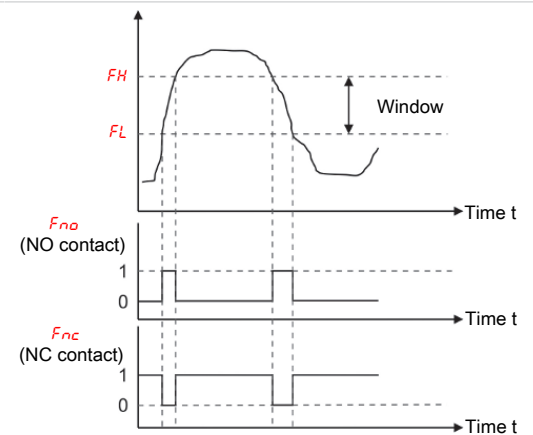 FH
Window
FL
Time t
Fno
(NO contact)
1
0
Time t
Fnc
(NC contact)
1
0
Time t